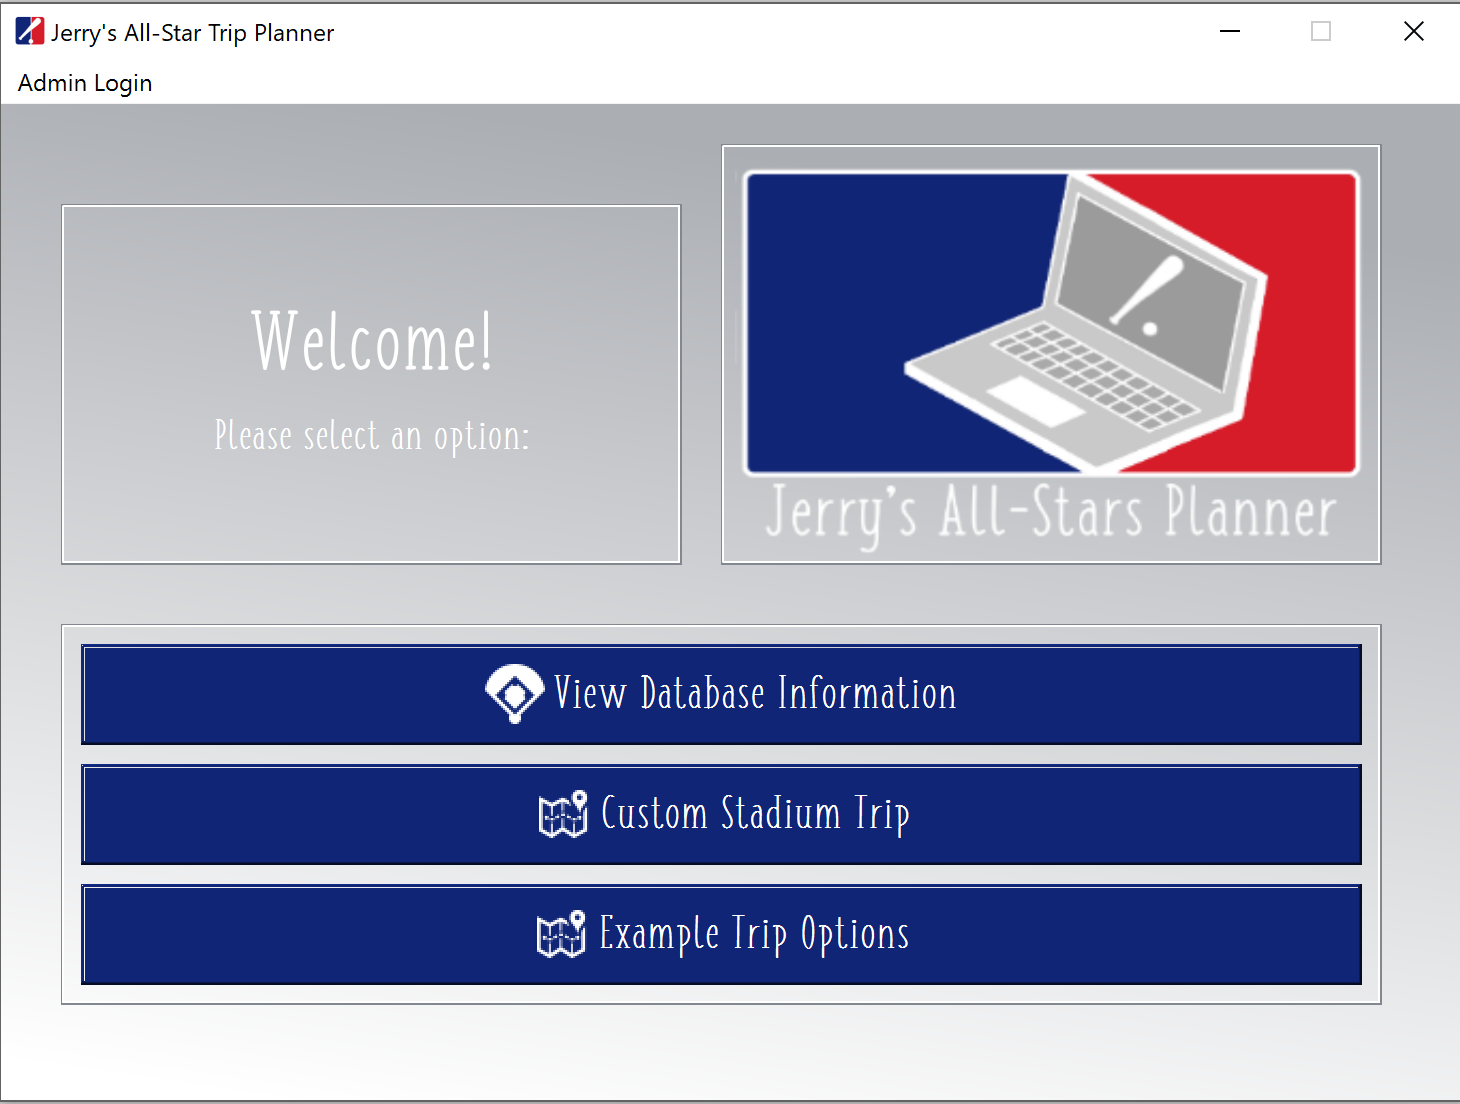 Jerry's All-Star Trip Planner
Admin Login
Welcome!
Please select an option:
Jerry's All-Stars Planner
View Database Information
Custom Stadium Trip
Example Trip Options